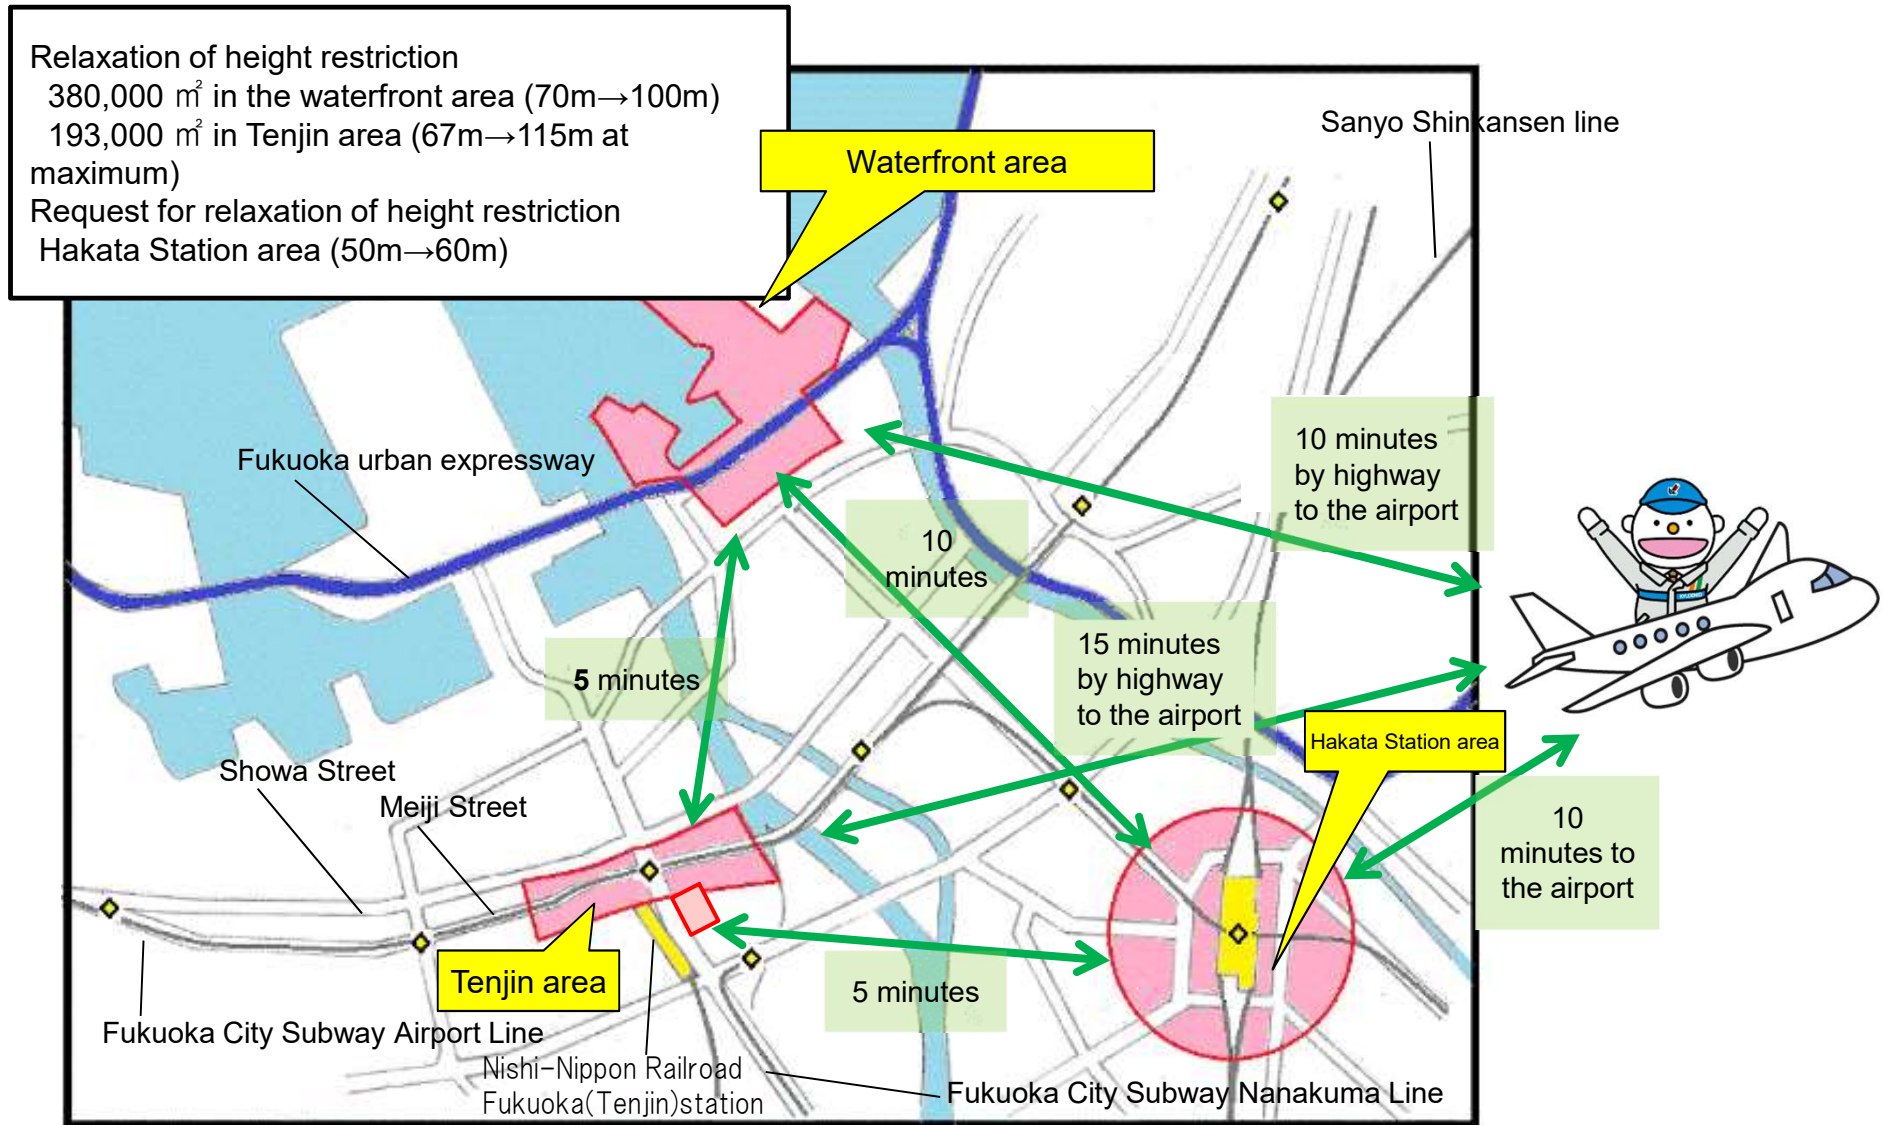 Relaxation of height restriction
380,000 ㎡ in the waterfront area (70m→100m)
193,000 ㎡ in Tenjin area (67m→115m at
maximum)
Request for relaxation of height restriction
Hakata Station area (50m→60m)
Waterfront area
Sanyo Shinkansen line
Fukuoka urban expressway
10 minutes
by highway
to the airport
10
minutes
5 minutes
15 minutes
by highway
to the airport
Hakata Station area
Showa Street
Meiji Street
10
minutes to
the airport
Tenjin area
5 minutes
Fukuoka City Subway Airport Line
Nishi-Nippon Railroad
Fukuoka(Tenjin)station
Fukuoka City Subway Nanakuma Line